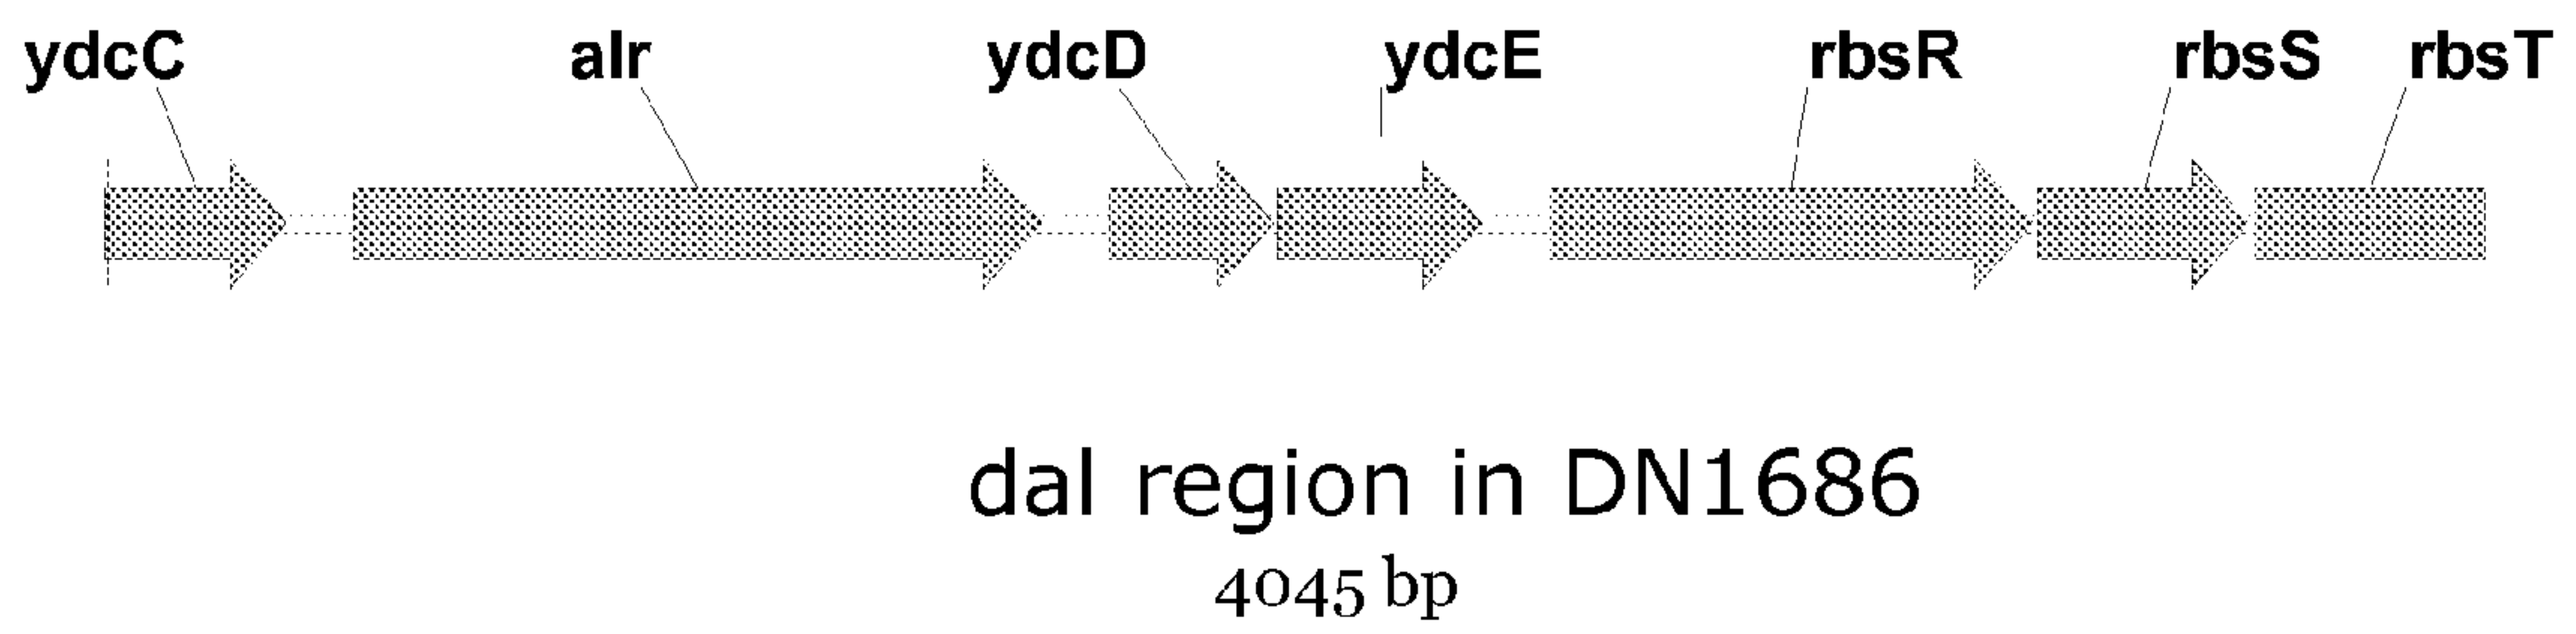 ydcC alr ydcD ydcE rbsR rbsS rbsT
dal region in DN1686
4045 bp